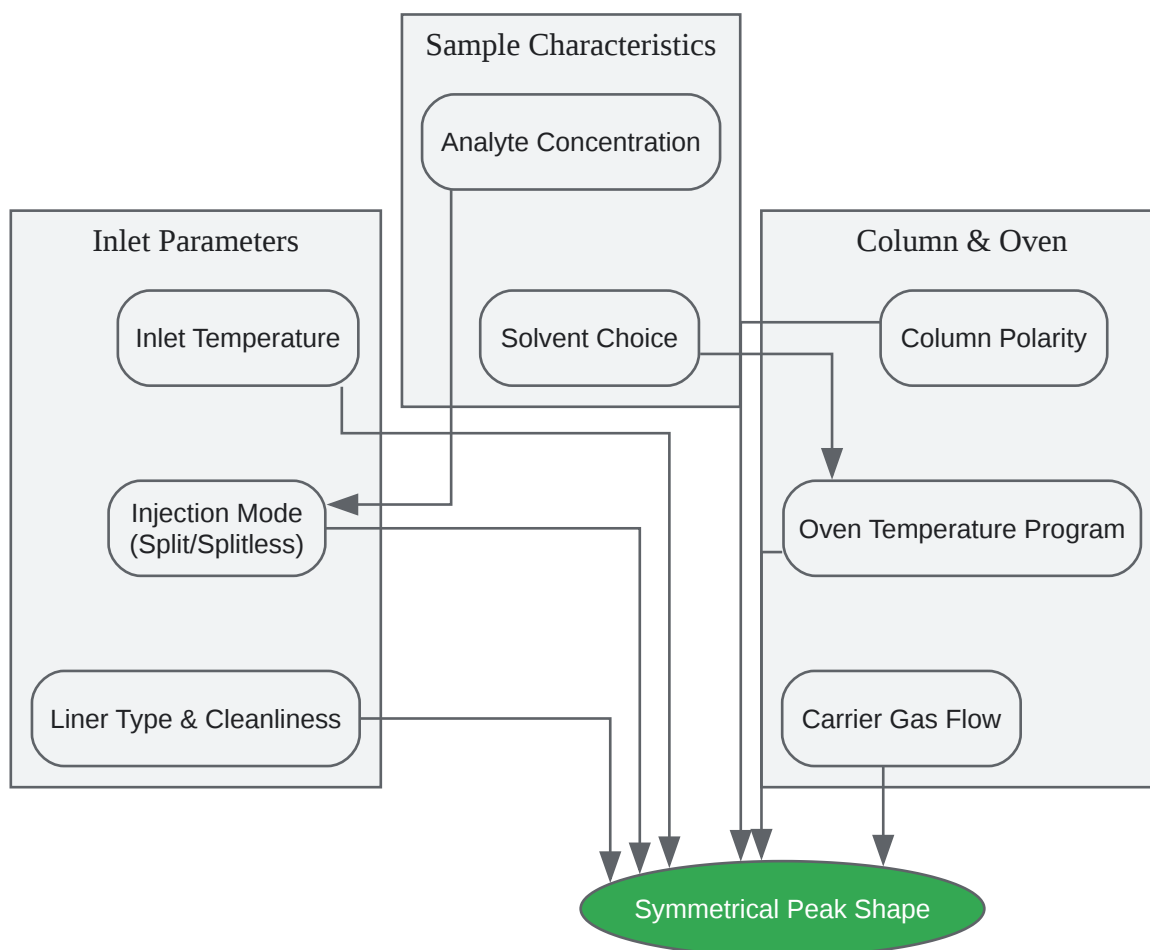 Sample Characteristics
Analyte Concentration
Solvent Choice
Inlet Parameters
Inlet Temperature
Injection Mode
(Split/Splitless)
Liner Type & Cleanliness
Column & Oven
Column Polarity
Oven Temperature Program
Carrier Gas Flow
Symmetrical Peak Shape